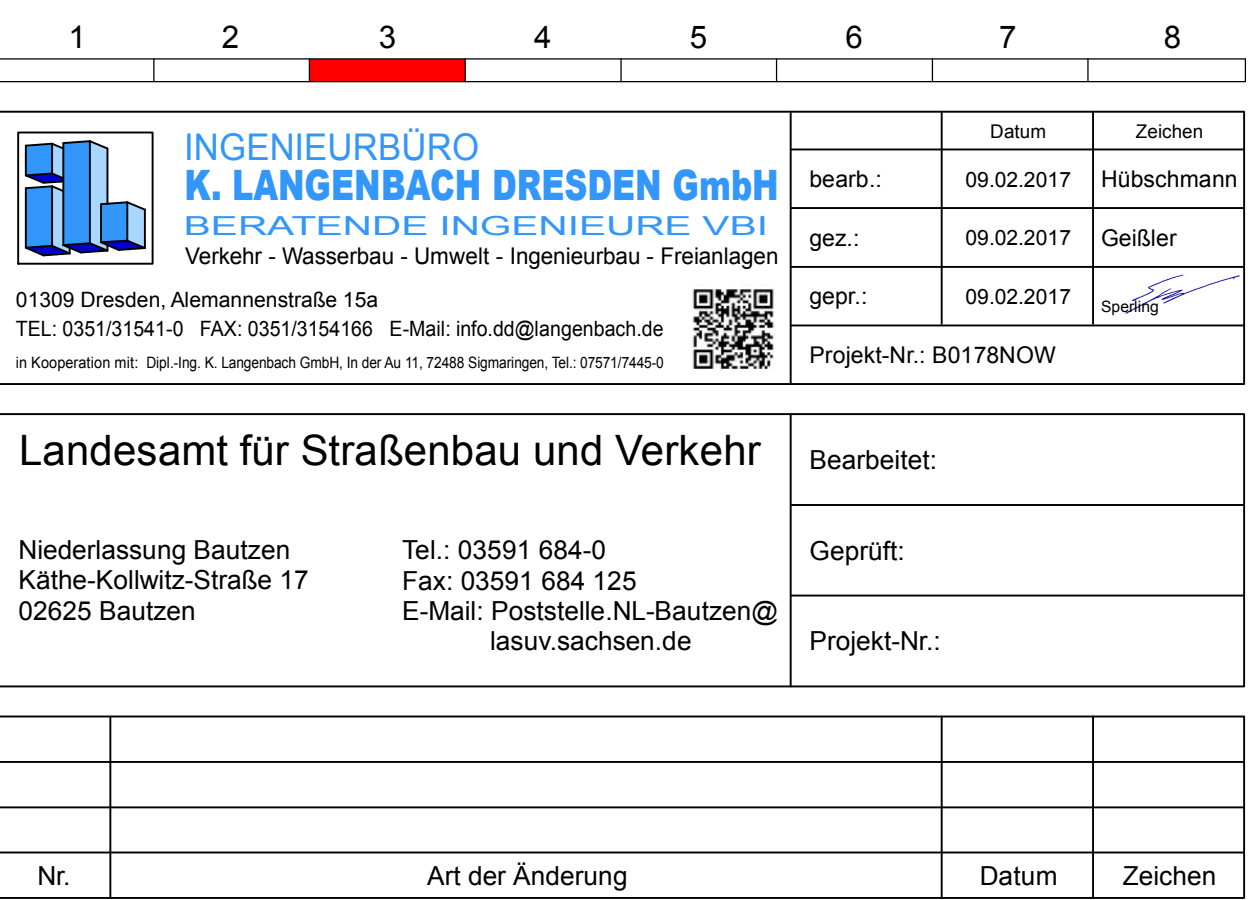 1 2 3 4 5 6 7 8
INGENIEURBÜRO
K. LANGENBACH DRESDEN GmbH
BERATENDE INGENIEURE VBI
Verkehr - Wasserbau - Umwelt - Ingenieurbau - Freianlagen
01309 Dresden, Alemannenstraße 15a
TEL: 0351/31541-0 FAX: 0351/3154166 E-Mail: info.dd@langenbach.de
in Kooperation mit: Dipl.-Ing. K. Langenbach GmbH, In der Au 11, 72488 Sigmaringen, Tel.: 07571/7445-0
Datum Zeichen
bearb.: 09.02.2017 Hübschmann
gez.: 09.02.2017 Geißler
gepr.: 09.02.2017 Sperling
Projekt-Nr.: B0178NOW
Landesamt für Straßenbau und Verkehr
Niederlassung Bautzen
Käthe-Kollwitz-Straße 17
02625 Bautzen
Tel.: 03591 684-0
Fax: 03591 684 125
E-Mail: Poststelle.NL-Bautzen@
lasuv.sachsen.de
Bearbeitet:
Geprüft:
Projekt-Nr.:
Nr. Art der Änderung Datum Zeichen